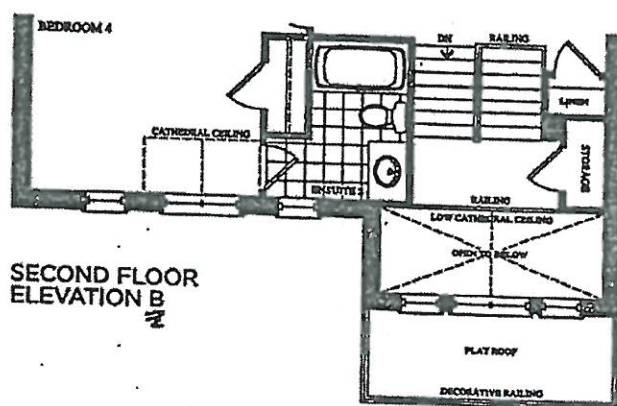 BEDROOM 4
DN
RAILING
LINEN
CATHEDRAL CEILING
STORAGE
ENSUITE 2
RAILING
LOW CATHEDRAL CEILING
OPEN TO BELOW
SECOND FLOOR
ELEVATION B
FLAT ROOF
DECORATIVE RAILING